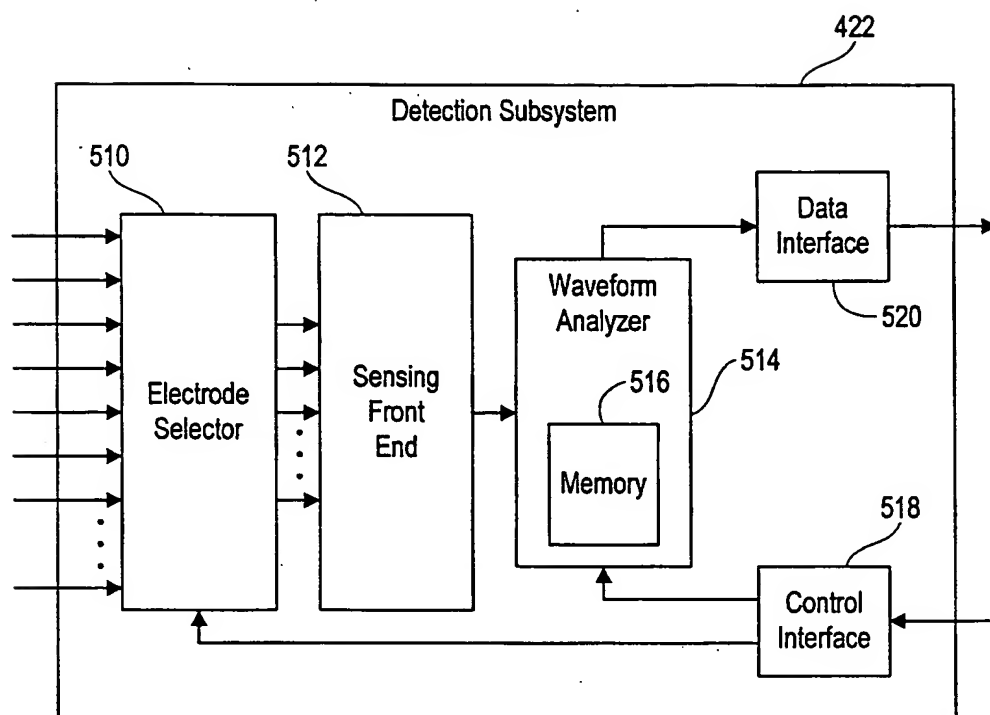 422
Detection Subsystem
510
512
Data
Interface
520
Waveform
Analyzer
514
516
Memory
Electrode
Selector
Sensing
Front
End
518
Control
Interface